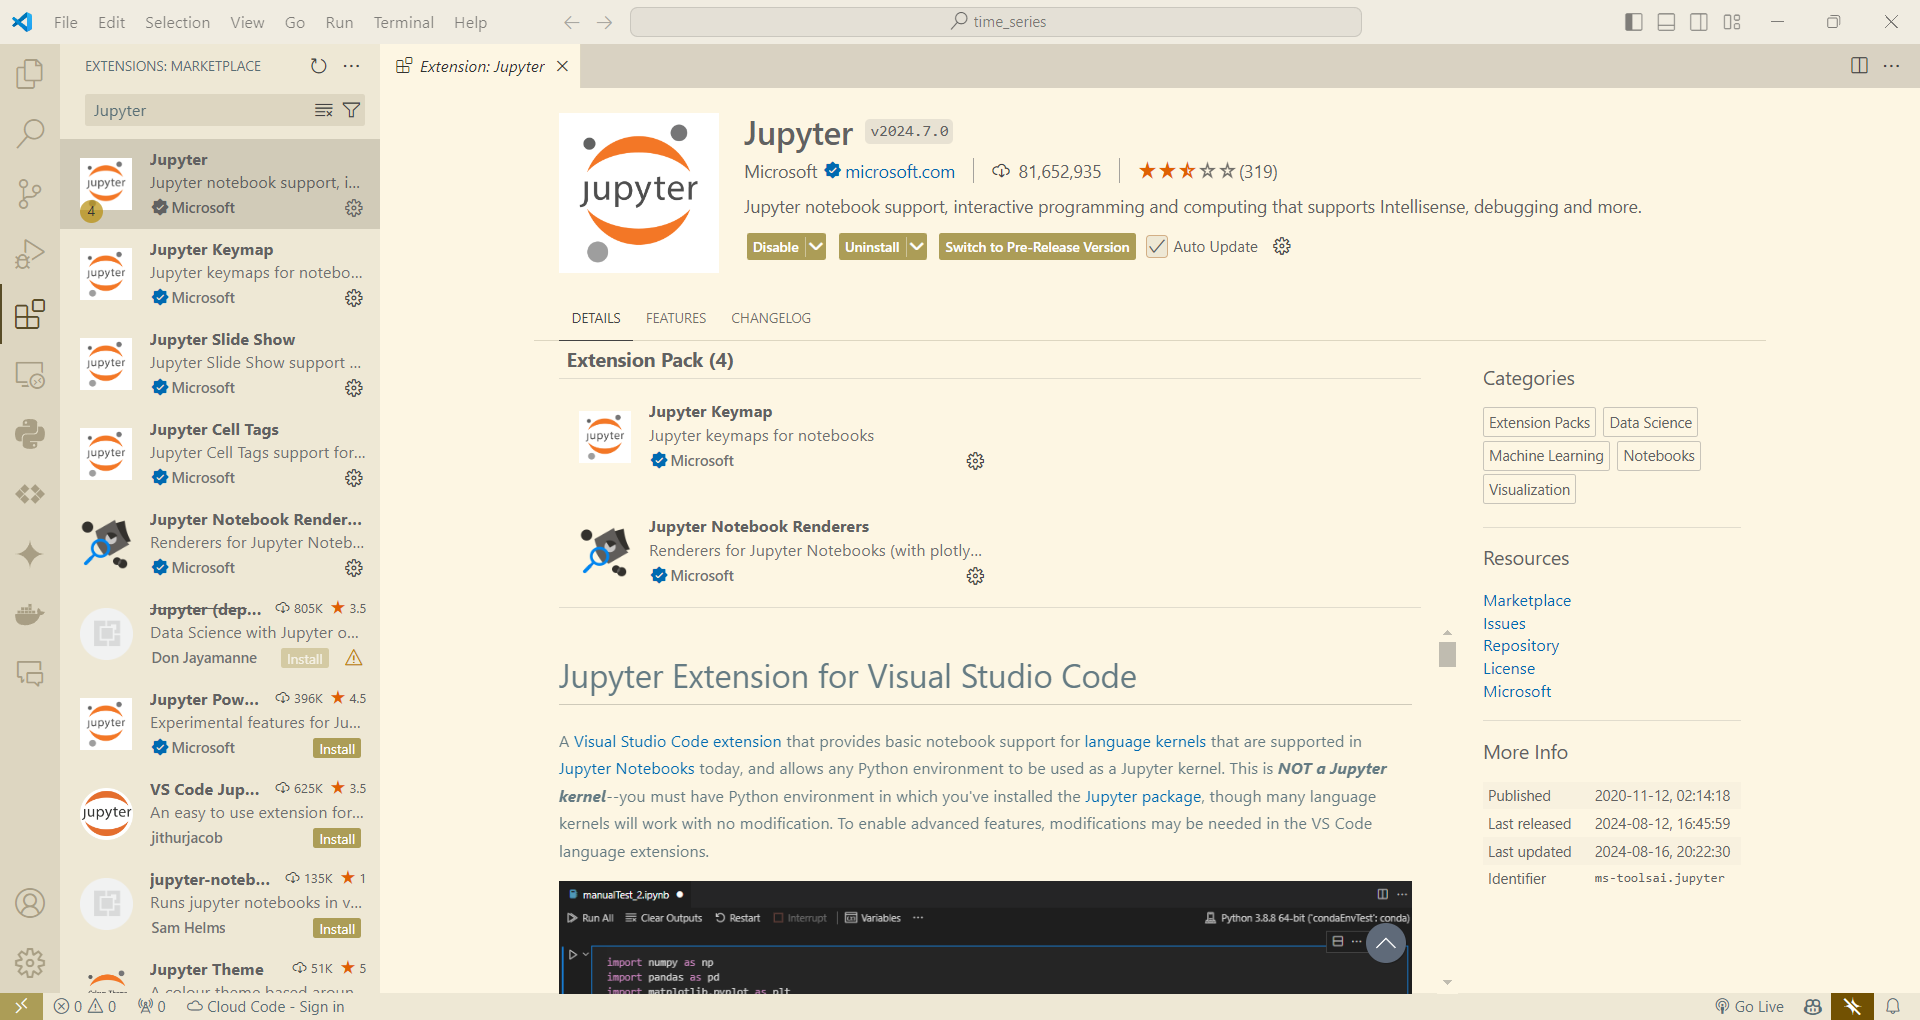 File Edit Selection View Go Run Terminal Help
time_series
EXTENSIONS: MARKETPLACE
Jupyter
Jupyter
Jupyter notebook support, i...
Microsoft
4
Jupyter Keymap
Jupyter keymaps for notebo...
Microsoft
Jupyter Slide Show
Jupyter Slide Show support ...
Microsoft
Jupyter Cell Tags
Jupyter Cell Tags support for...
Microsoft
Jupyter Notebook Render...
Renderers for Jupyter Noteb...
Microsoft
Jupyter (dep... 805K 3.5
Data Science with Jupyter o...
Don Jayamanne Install
Jupyter Pow... 396K 4.5
Experimental features for Ju...
Microsoft Install
VS Code Jup... 625K 3.5
An easy to use extension for...
jithurjacob Install
jupyter-noteb... 135K 1
Runs jupyter notebooks in v...
Sam Helms Install
Jupyter Theme 51K 5
A colour theme based aroun...
Extension: Jupyter
jupyter
Jupyter v2024.7.0
Microsoft microsoft.com 81,652,935 (319)
Jupyter notebook support, interactive programming and computing that supports Intellisense, debugging and more.
Disable Uninstall Switch to Pre-Release Version Auto Update
DETAILS FEATURES CHANGELOG
Extension Pack (4)
Jupyter Keymap
Jupyter keymaps for notebooks
Microsoft
Jupyter Notebook Renderers
Renderers for Jupyter Notebooks (with plotly...
Microsoft
Jupyter Extension for Visual Studio Code
A Visual Studio Code extension that provides basic notebook support for language kernels that are supported in
Jupyter Notebooks today, and allows any Python environment to be used as a Jupyter kernel. This is NOT a Jupyter
kernel--you must have Python environment in which you've installed the Jupyter package, though many language
kernels will work with no modification. To enable advanced features, modifications may be needed in the VS Code
language extensions.
manualTest_2.ipynb
Run All Clear Outputs Restart Interrupt Variables ... Python 3.8.8 64-bit ('condaEnvTest': conda)
import numpy as np
import pandas as pd
import matplotlib.pyplot as plt
Categories
Extension Packs Data Science
Machine Learning Notebooks
Visualization
Resources
Marketplace
Issues
Repository
License
Microsoft
More Info
Published 2020-11-12, 02:14:18
Last released 2024-08-12, 16:45:59
Last updated 2024-08-16, 20:22:30
Identifier ms-toolsai.jupyter
0 0 0 Cloud Code - Sign in Go Live